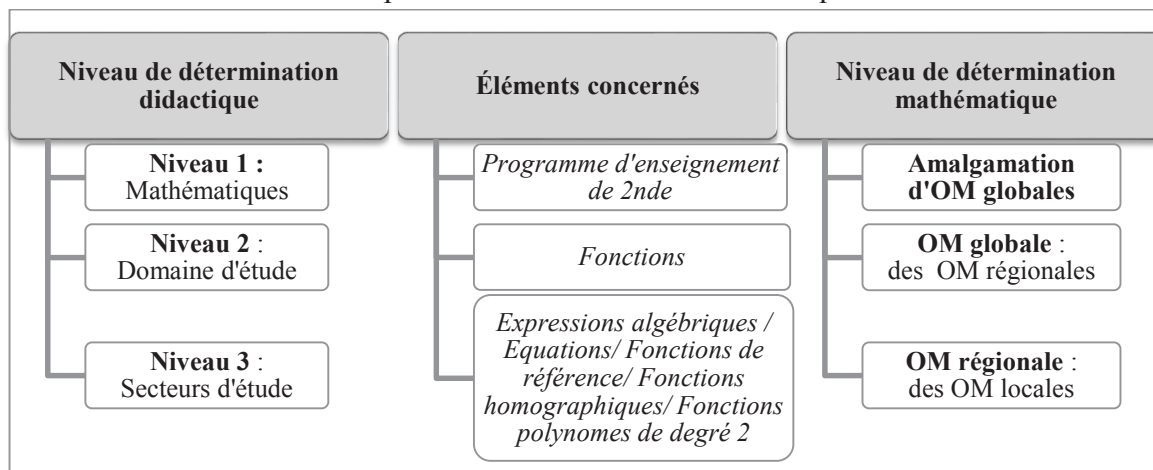 Niveau de détermination
didactique
Niveau 1 :
Mathématiques
Niveau 2 :
Domaine d'étude
Niveau 3 :
Secteurs d'étude
Éléments concernés
Programme d'enseignement
de 2nde
Fonctions
Expressions algébriques /
Equations/ Fonctions de
référence/ Fonctions
homographiques/ Fonctions
polynomes de degré 2
Niveau de détermination
mathématique
Amalgamation
d'OM globales
OM globale :
des OM régionales
OM régionale :
des OM locales